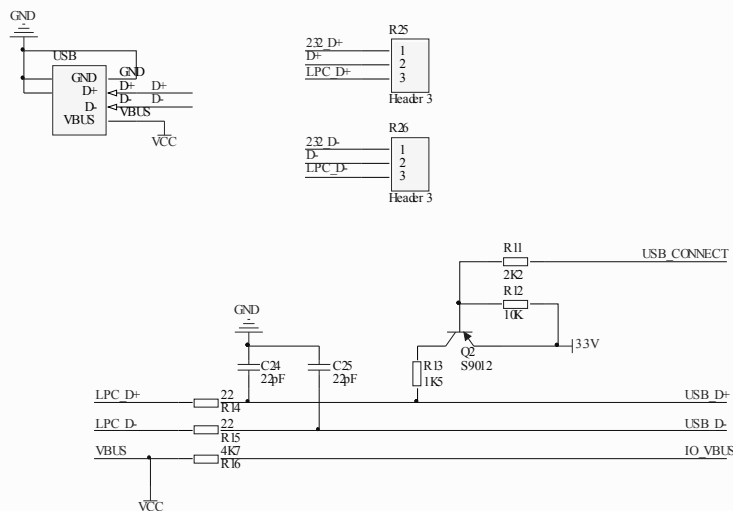 GND
USB
GND
GND
D+
D+
D+
D-
D-
D-
VBUS
VBUS
VCC
R25
232_D+
1
D+
2
LPC_D+
3
Header 3
R26
232_D-
1
D-
2
LPC_D-
3
Header 3
R11
USB_CONNECT
2K2
R12
10K
GND
3.3V
Q2
S9012
C24
22pF
C25
22pF
R13
1K5
LPC_D+
22
R14
USB_D+
LPC_D-
22
R15
USB_D-
VBUS
4K7
R16
IO_VBUS
VCC